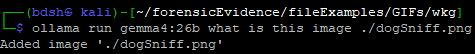 ┌──(bdsh㉿kali)-[~/forensicEvidence/fileExamples/GIFs/wkg]
└─$ ollama run gemma4:26b what is this image ./dogSniff.png
Added image './dogSniff.png'